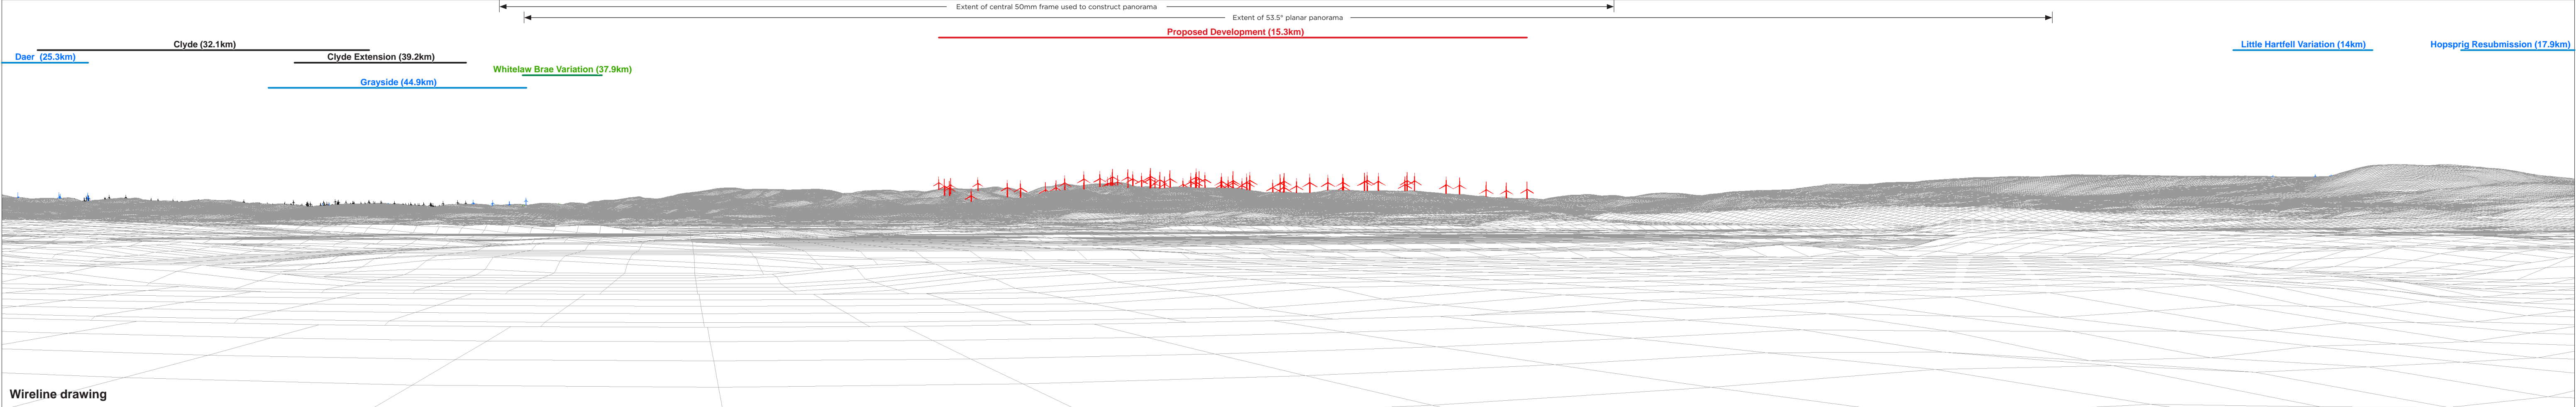 Extent of central 50mm frame used to construct panorama
Extent of 53.5° planar panorama
Proposed Development (15.3km)
Clyde (32.1km)
Little Hartfell Variation (14km)
Hopsprig Resubmission (17.9km)
Daer (25.3km)
Clyde Extension (39.2km)
Whitelaw Brae Variation (37.9km)
Grayside (44.9km)
Wireline drawing